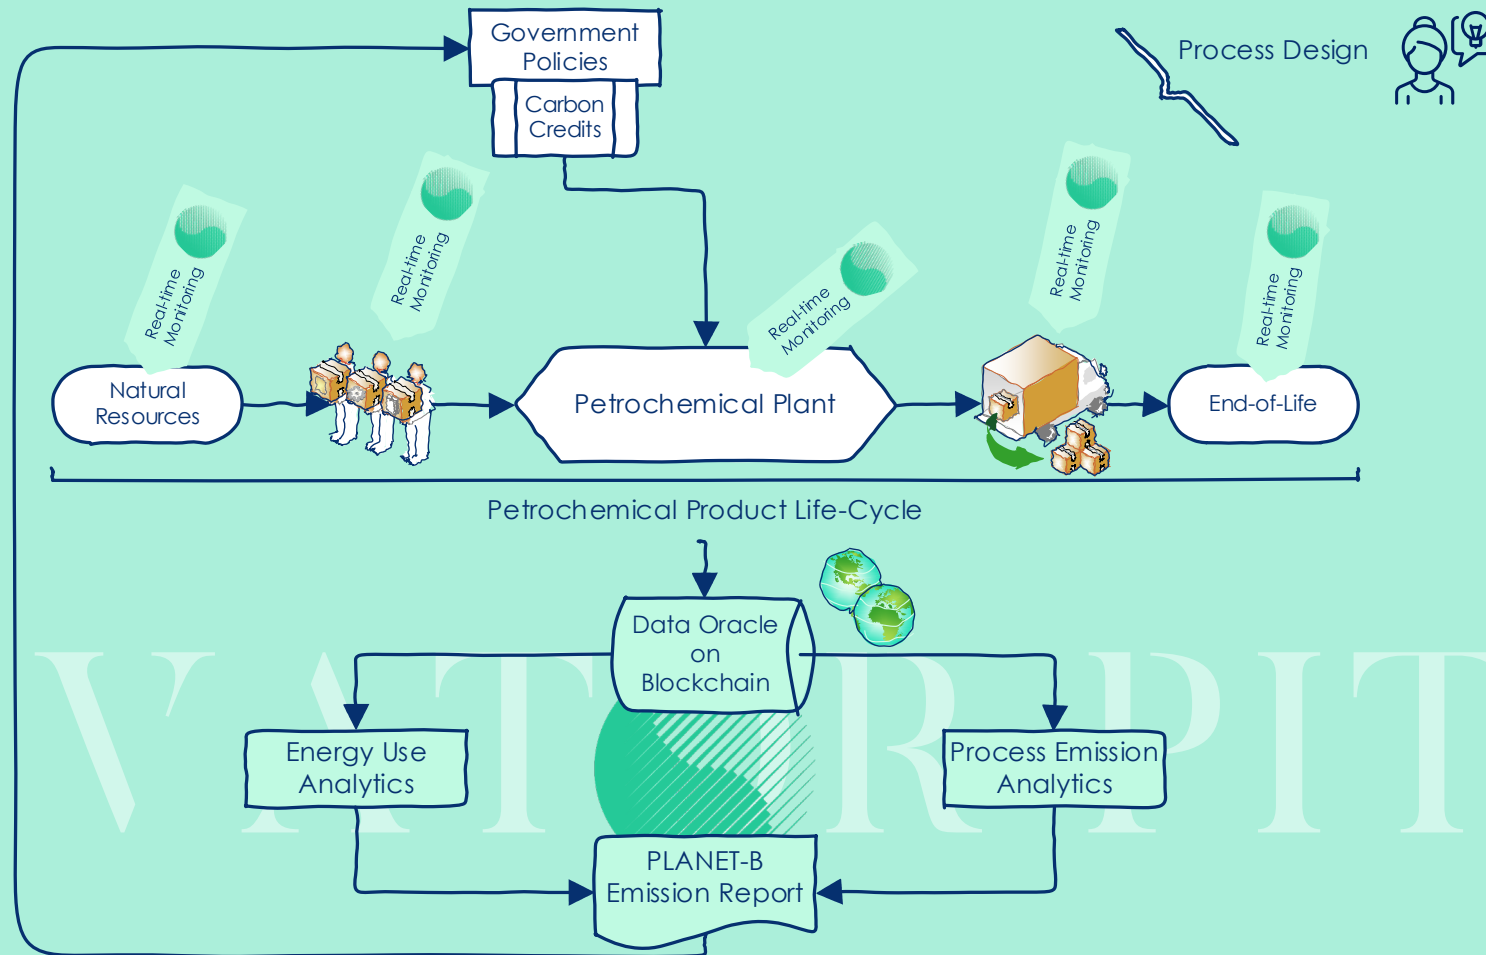 Government
Policies
Carbon
Credits
Process Design
Real-time
Monitoring
Real-time
Monitoring
Real-time
Monitoring
Real-time
Monitoring
Real-time
Monitoring
Natural
Resources
Petrochemical Plant
End-of-Life
Petrochemical Product Life-Cycle
Data Oracle
on
Blockchain
Energy Use
Analytics
Process Emission
Analytics
PLANET-B
Emission Report